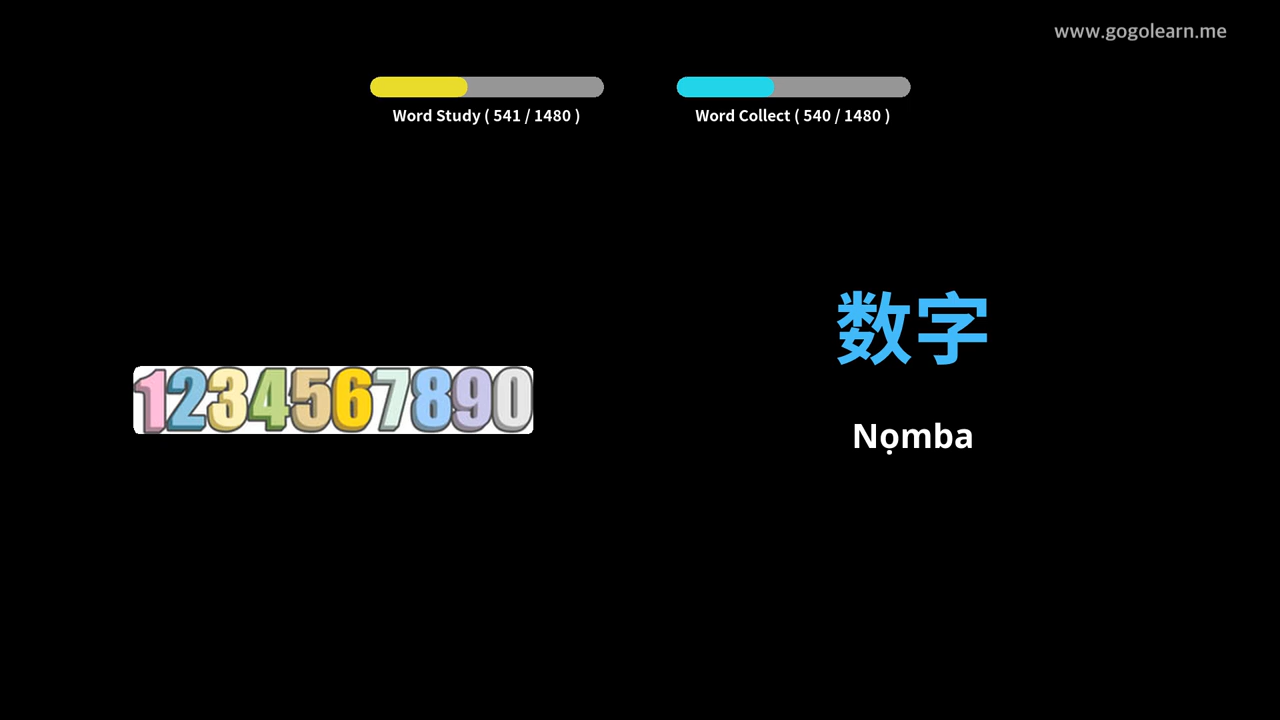 www.gogolearn.me
Word Study ( 541 / 1480 )
Word Collect ( 540 / 1480 )
数字
1234567890
Nọmba